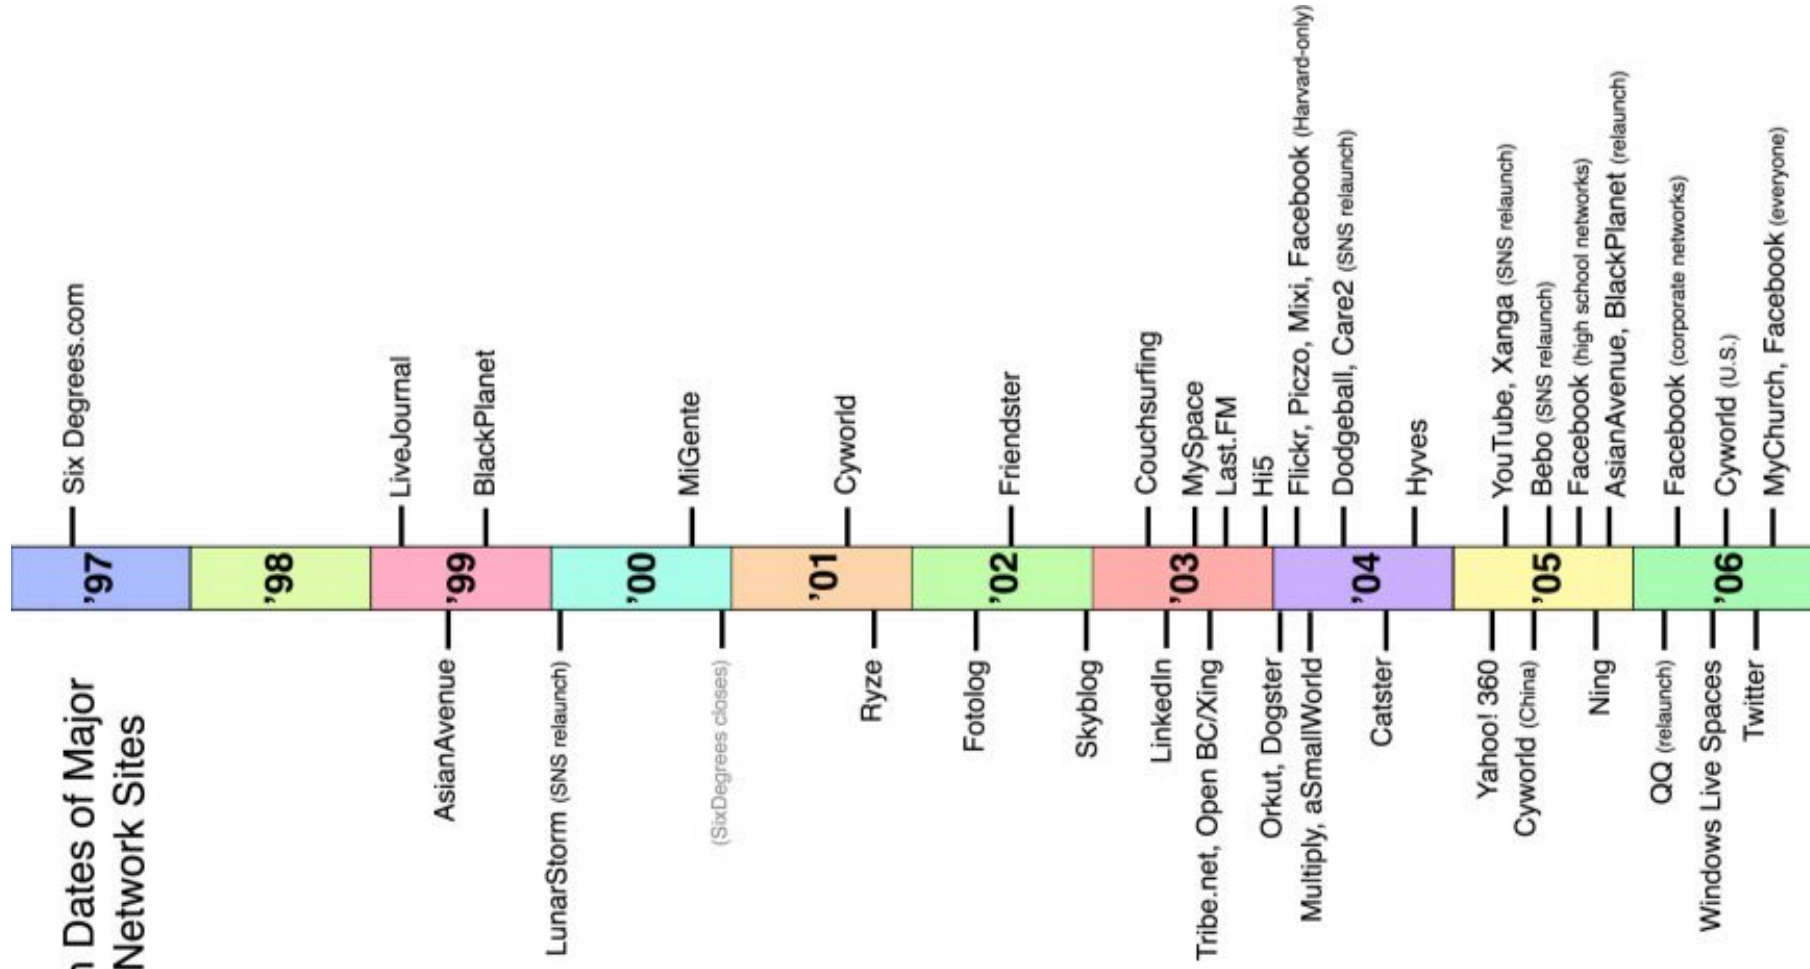 n Dates of Major
Network Sites
'97
'98
'99
'00
'01
'02
'03
'04
'05
'06
Six Degrees.com
LiveJournal
AsianAvenue
BlackPlanet
LunarStorm (SNS relaunch)
MiGente
(SixDegrees closes)
Cyworld
Ryze
Fotolog
Friendster
Skyblog
Couchsurfing
LinkedIn
MySpace
Tribe.net, Open BC/Xing
Last.FM
Hi5
Orkut, Dogster
Flickr, Piczo, Mixi, Facebook (Harvard-only)
Multiply, aSmallWorld
Dodgeball, Care2 (SNS relaunch)
Catster
Hyves
Yahoo! 360
YouTube, Xanga (SNS relaunch)
Cyworld (China)
Bebo (SNS relaunch)
Facebook (high school networks)
Ning
AsianAvenue, BlackPlanet (relaunch)
QQ (relaunch)
Facebook (corporate networks)
Windows Live Spaces
Cyworld (U.S.)
Twitter
MyChurch, Facebook (everyone)